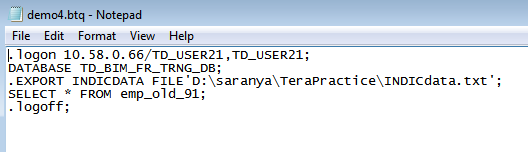 demo4.btq - Notepad
File Edit Format View Help
.logon 10.58.0.66/TD_USER21,TD_USER21;
DATABASE TD_BIM_FR_TRNG_DB;
.EXPORT INDICDATA FILE'D:\saranya\TeraPractice\INDICdata.txt';
SELECT * FROM emp_old_91;
.logoff;